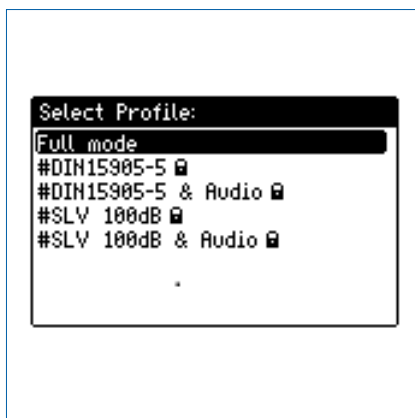 Select Profile:
Full mode
#DIN15905-5
#DIN15905-5 & Audio
#SLV 100dB
#SLV 100dB & Audio